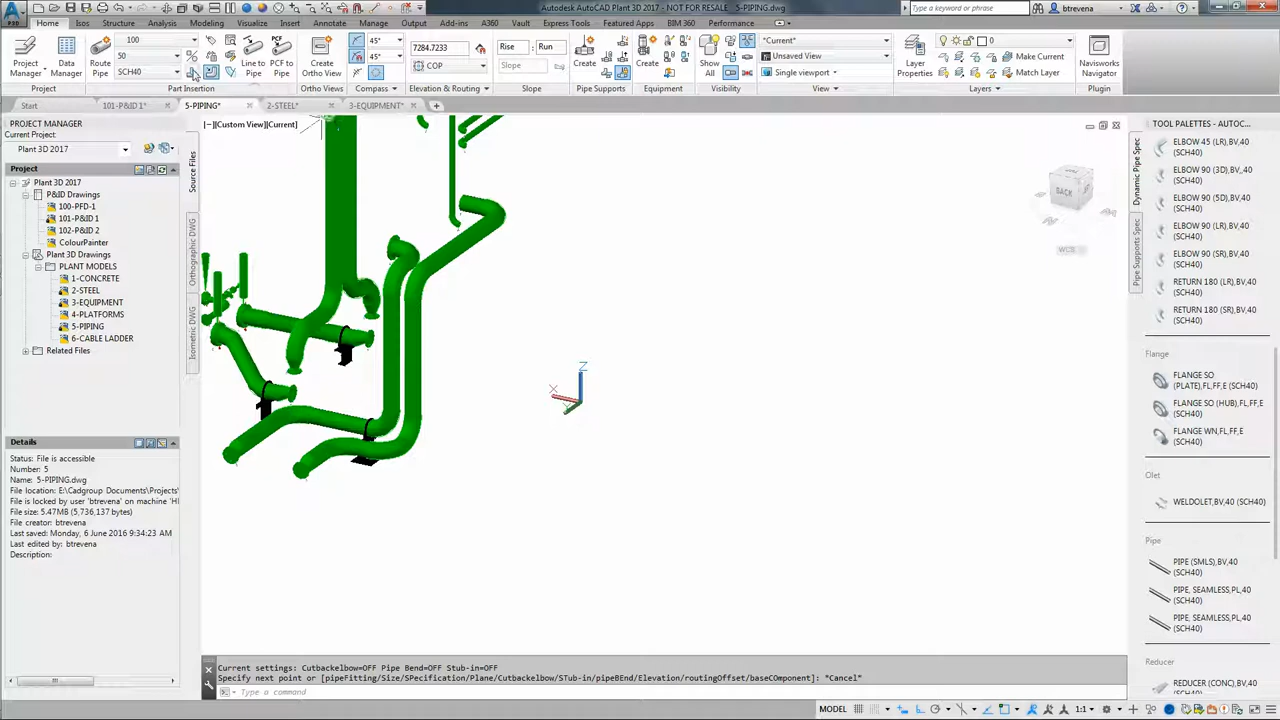 Autodesk AutoCAD Plant 3D 2017 - NOT FOR RESALE 5-PIPING.dwg
Type a keyword or phrase
btrevena
P3D
Home Isos Structure Analysis Modeling Visualize Insert Annotate Manage Output Add-ins A360 Vault Express Tools Featured Apps BIM 360 Performance
Project Manager
Data Manager
Route Pipe
100
50
SCH40
Line to Pipe
PCF to Pipe
Create Ortho View
45°
45°
7284.7233
COP
Rise Run
Slope
Create
Create
Show All
*Current*
Unsaved View
Single viewport
Layer Properties
0
Make Current
Match Layer
Navisworks Navigator
Project
Part Insertion
Ortho Views
Compass
Elevation & Routing
Slope
Pipe Supports
Equipment
Visibility
View
Layers
Plugin
Start 101-P&ID 1* 5-PIPING* 2-STEEL* 3-EQUIPMENT*
PROJECT MANAGER
Current Project:
Plant 3D 2017
Project
Plant 3D 2017
P&ID Drawings
100-PFD-1
101-P&ID 1
102-P&ID 2
ColourPainter
Plant 3D Drawings
PLANT MODELS
1-CONCRETE
2-STEEL
3-EQUIPMENT
4-PLATFORMS
5-PIPING
6-CABLE LADDER
Related Files
Source Files
Orthographic DWG
Isometric DWG
Details
Status: File is accessible
Number: 5
Name: 5-PIPING.dwg
File location: E:\Cadgroup Documents\Projects\
File is locked by user 'btrevena' on machine 'HI
File size: 5.47MB (5,736,137 bytes)
File creator: btrevena
Last saved: Monday, 6 June 2016 9:34:23 AM
Last edited by: btrevena
Description:
[−][Custom View][Current]
BACK
WCS
Z
X
Current settings: Cutbackelbow=OFF Pipe Bend=OFF Stub-in=OFF
Specify next point or [pipeFitting/Size/SPecification/Plane/Cutbackelbow/STub-in/pipeBEnd/Elevation/routingOffset/baseCOmponent]: *Cancel*
Type a command
TOOL PALETTES - AUTOC...
Dynamic Pipe Spec
Pipe Supports Spec
ELBOW 45 (LR),BV,40 (SCH40)
ELBOW 90 (3D),BV,,40 (SCH40)
ELBOW 90 (5D),BV,40 (SCH40)
ELBOW 90 (LR),BV,40 (SCH40)
ELBOW 90 (SR),BV,40 (SCH40)
RETURN 180 (LR),BV,40 (SCH40)
RETURN 180 (SR),BV,40 (SCH40)
Flange
FLANGE SO (PLATE),FL,FF,E (SCH40)
FLANGE SO (HUB),FL,FF,E (SCH40)
FLANGE WN,FL,FF,E (SCH40)
Olet
WELDOLET,BV,40 (SCH40)
Pipe
PIPE (SMLS),BV,40 (SCH40)
PIPE, SEAMLESS,PL,40 (SCH40)
PIPE, SEAMLESS,PL,40 (SCH40)
Reducer
REDUCER (CONC),BV,40 (SCH40)
MODEL
1:1